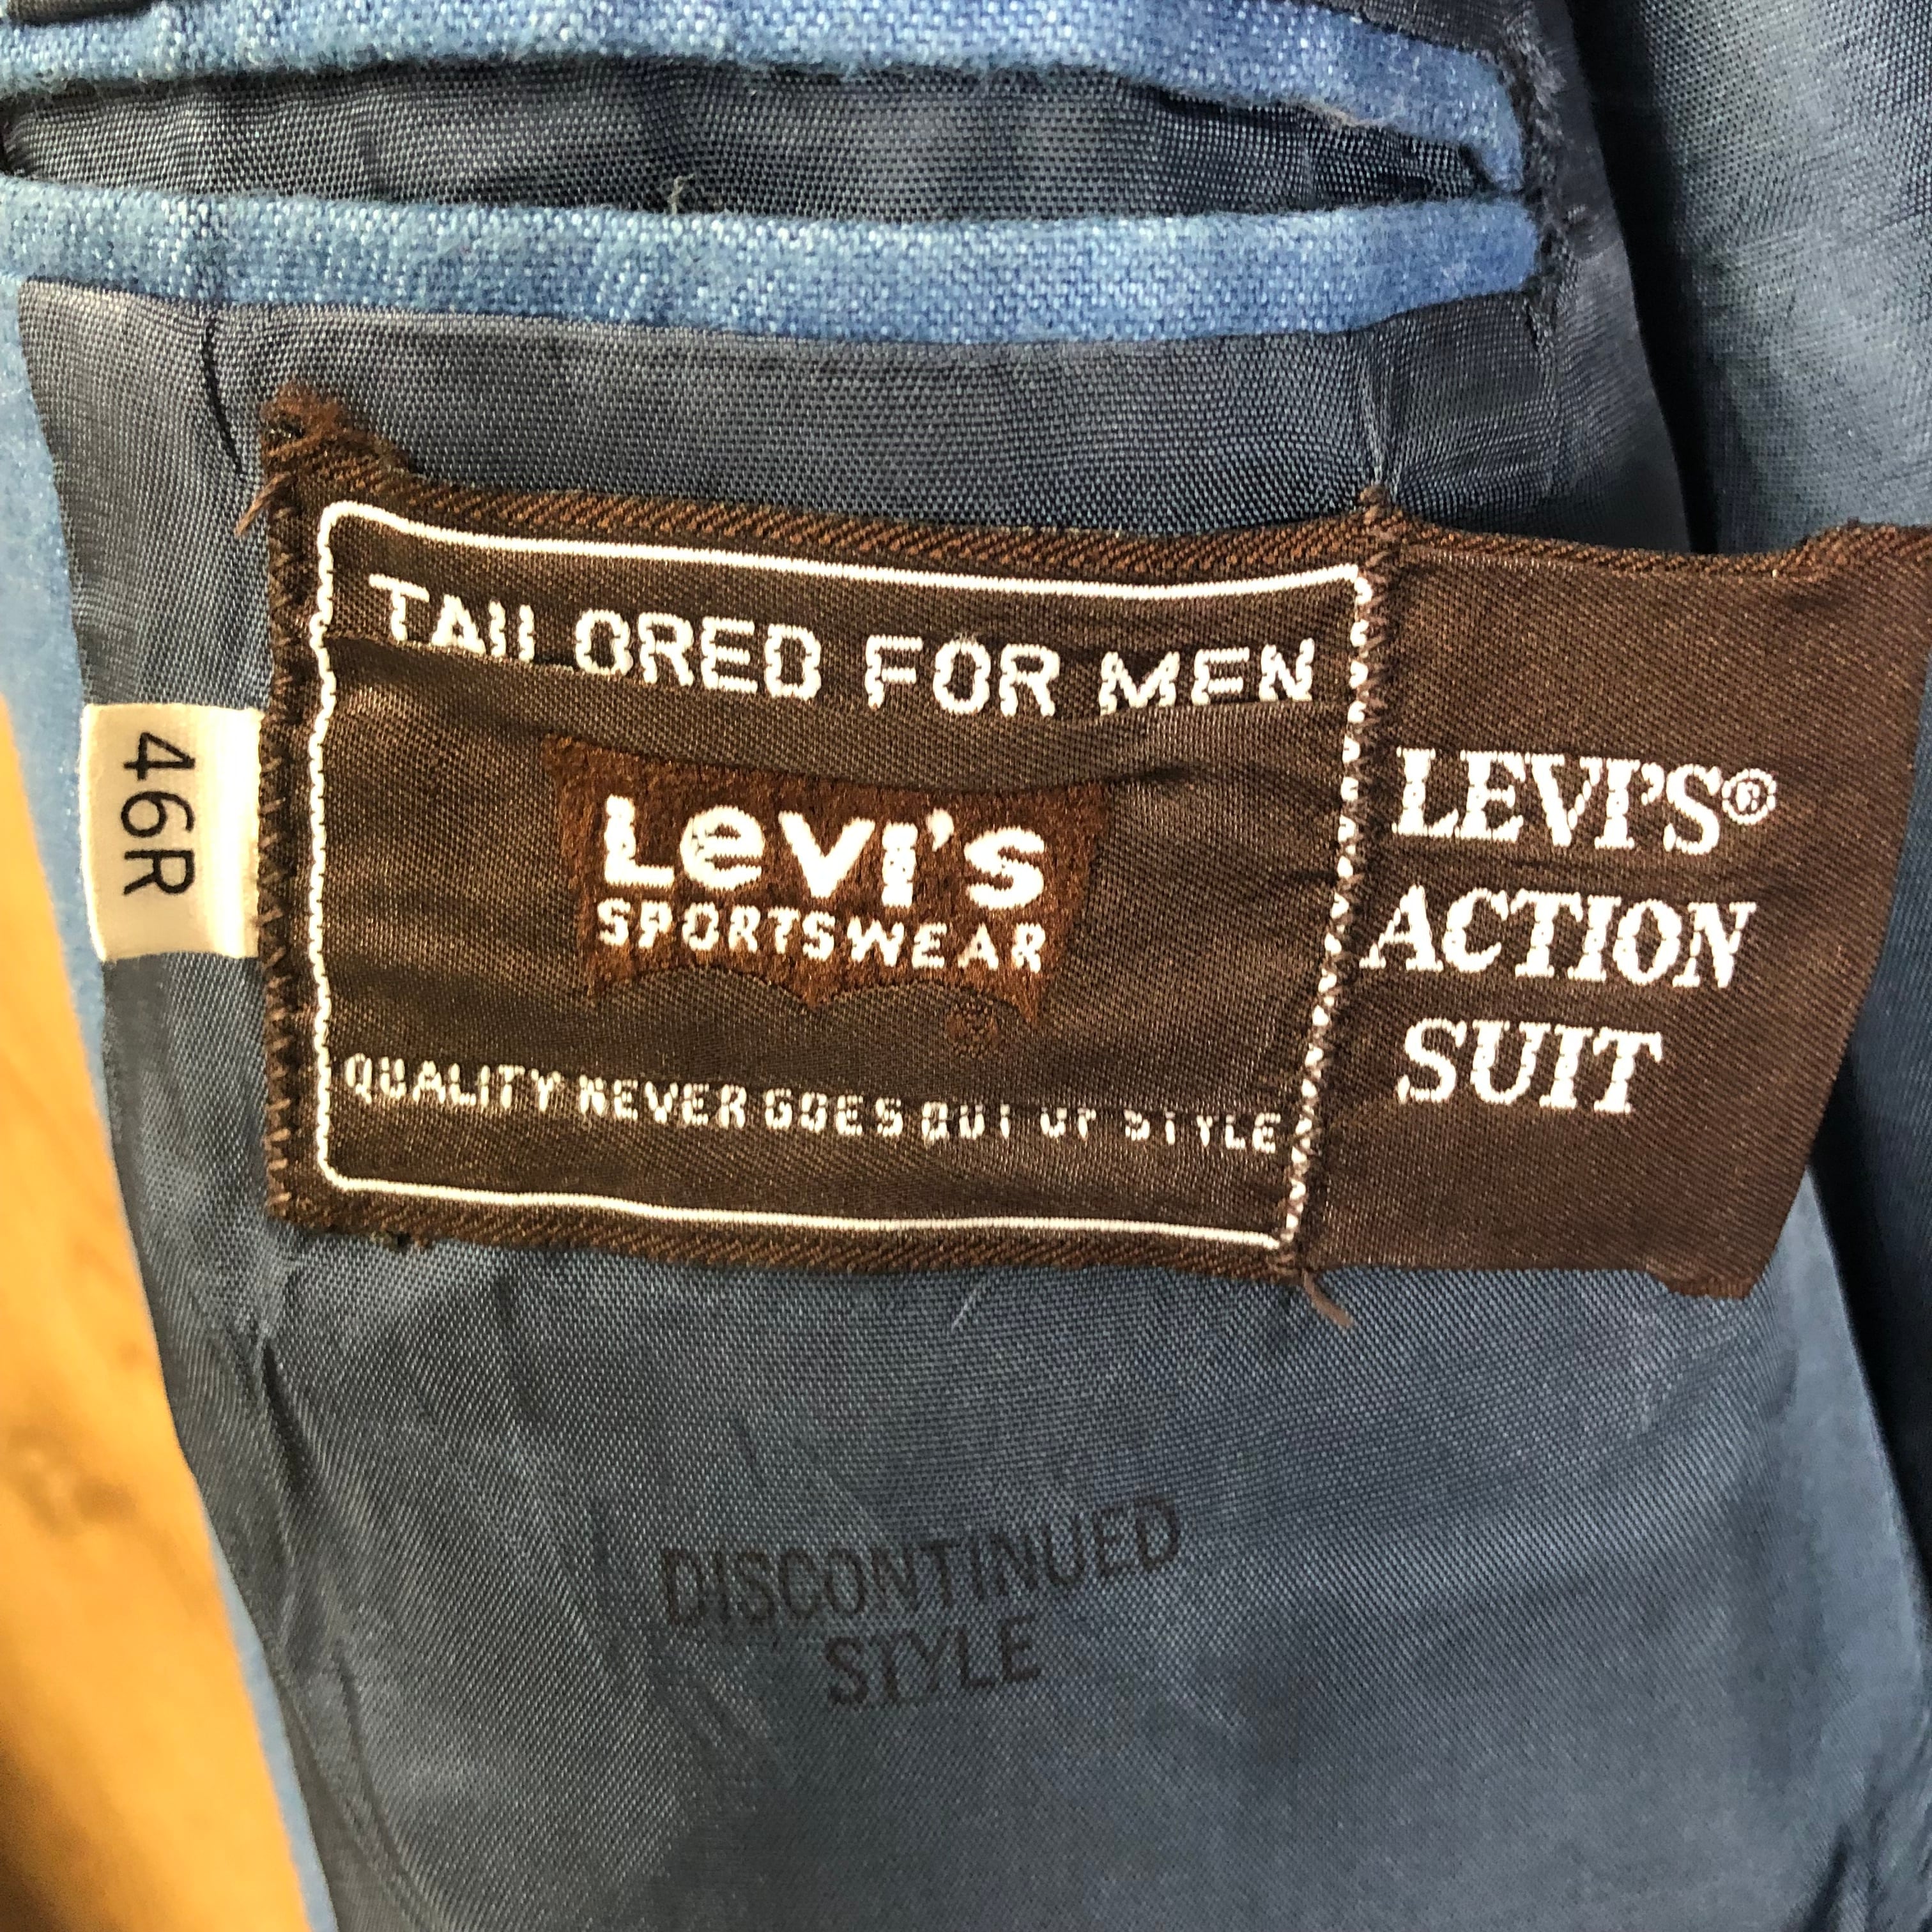 TAILORED FOR MEN
Levi's
SPORTSWEAR
QUALITY NEVER GOES OUT OF STYLE
LEVI'S®
ACTION
SUIT
46R
DISCONTINUED
STYLE